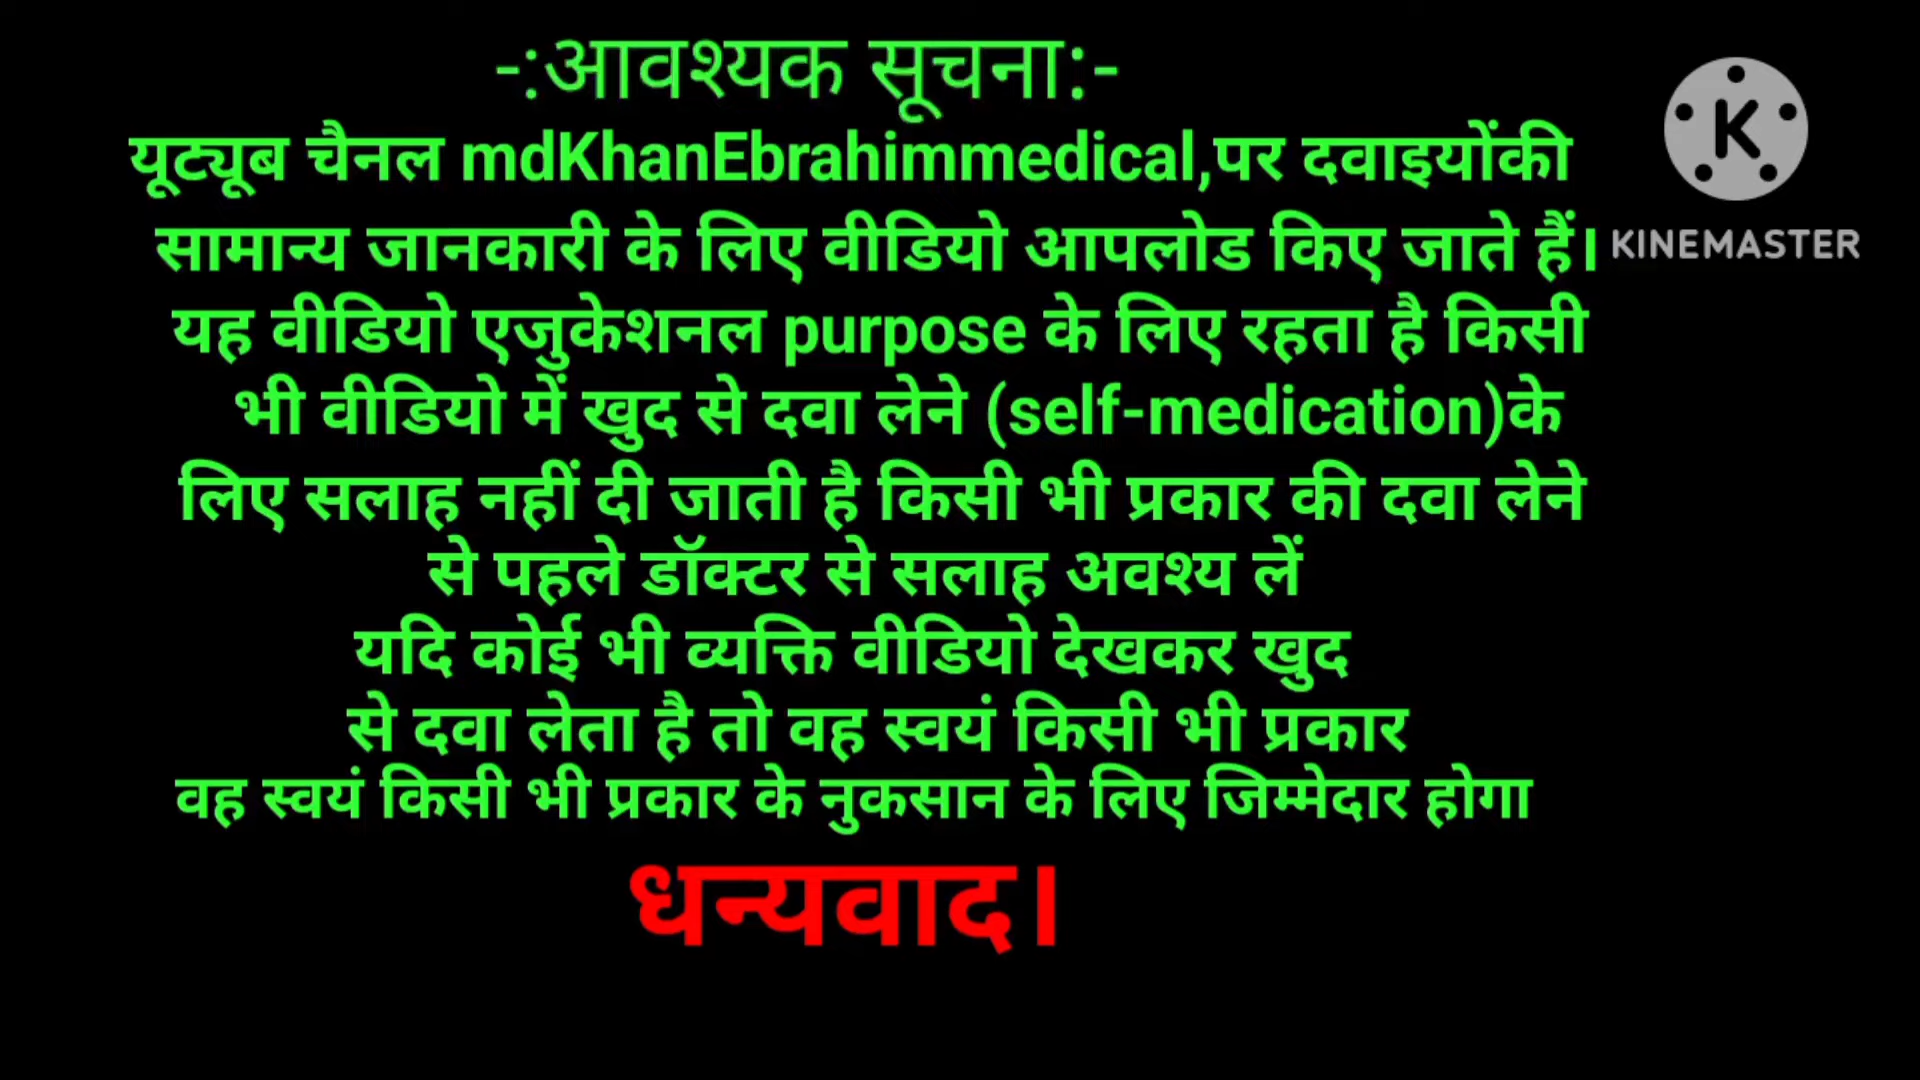 -:आवश्यक सूचना:-
यूट्यूब चैनल mdKhanEbrahimmedical,पर दवाइयोंकी
सामान्य जानकारी के लिए वीडियो आपलोड किए जाते हैं।
KINEMASTER
यह वीडियो एजुकेशनल purpose के लिए रहता है किसी
भी वीडियो में खुद से दवा लेने (self-medication)के
लिए सलाह नहीं दी जाती है किसी भी प्रकार की दवा लेने
से पहले डॉक्टर से सलाह अवश्य लें
यदि कोई भी व्यक्ति वीडियो देखकर खुद
से दवा लेता है तो वह स्वयं किसी भी प्रकार
वह स्वयं किसी भी प्रकार के नुकसान के लिए जिम्मेदार होगा
धन्यवाद।